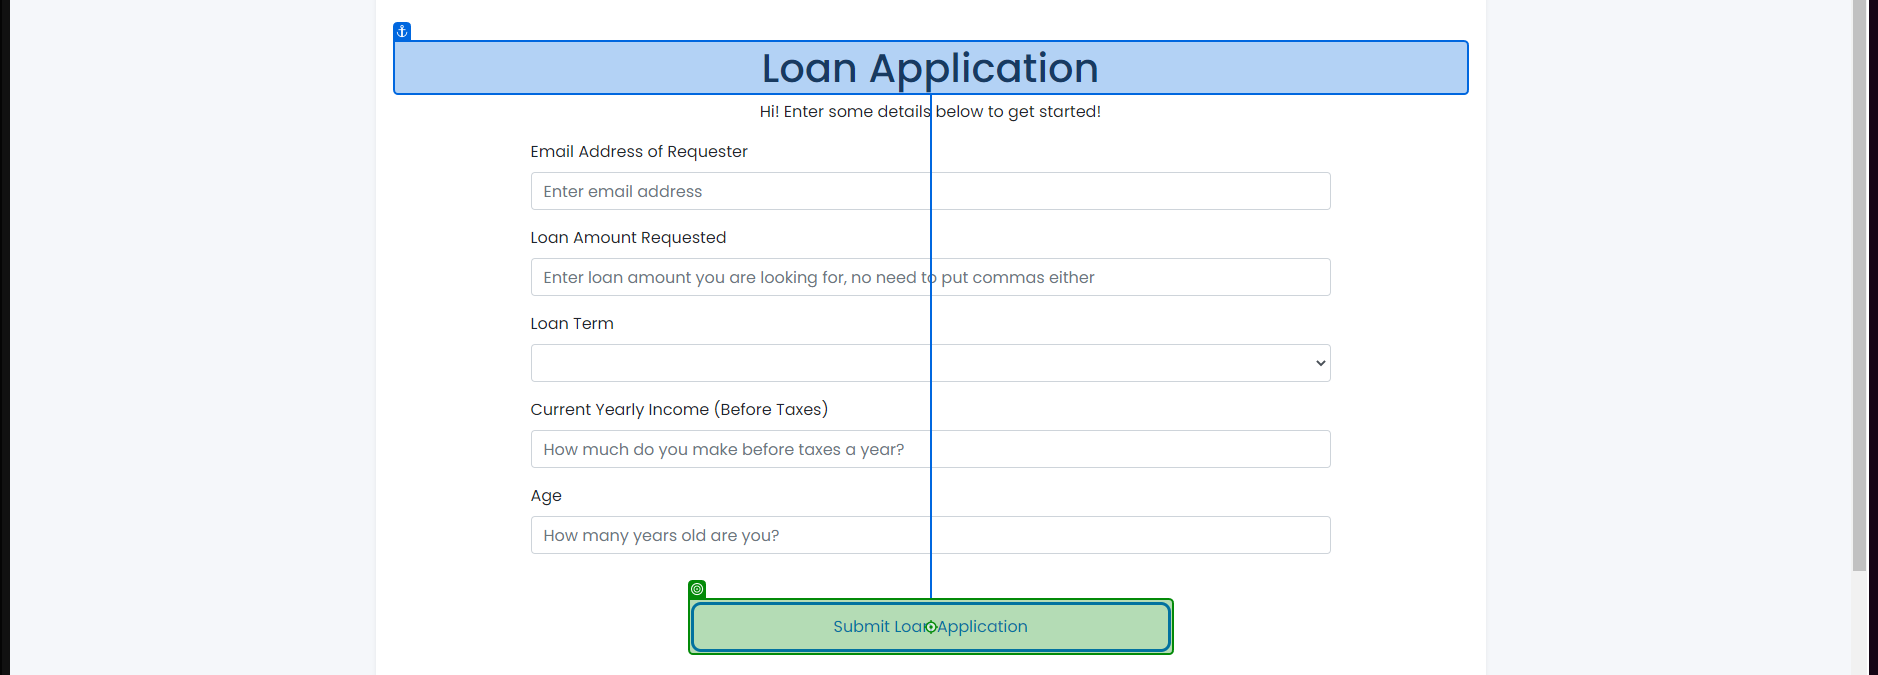 Loan Application
Hi! Enter some details below to get started!
Email Address of Requester
Enter email address
Loan Amount Requested
Enter loan amount you are looking for, no need to put commas either
Loan Term
Current Yearly Income (Before Taxes)
How much do you make before taxes a year?
Age
How many years old are you?
Submit Loan Application